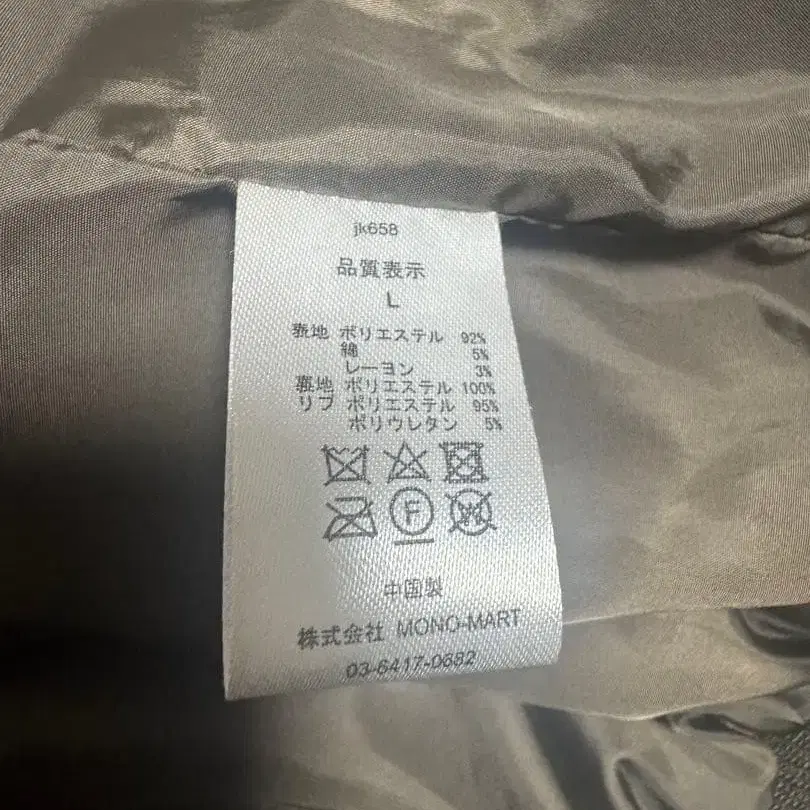 jk658
品質表示
L
表地 ポリエステル 92%
綿 5%
レーヨン 3%
裏地 ポリエステル 100%
リブ ポリエステル 95%
ポリウレタン 5%
F
W
中国製
株式会社 MONO-MART
03-6417-0682